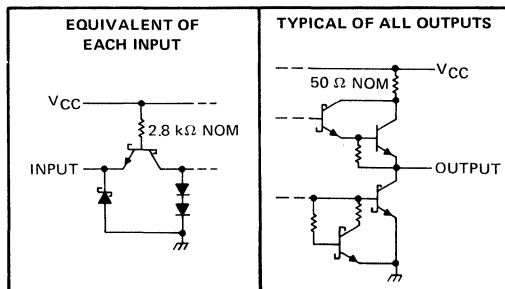 EQUIVALENT OF
EACH INPUT
VCC
2.8 kΩ NOM
INPUT
TYPICAL OF ALL OUTPUTS
VCC
50 Ω NOM
OUTPUT